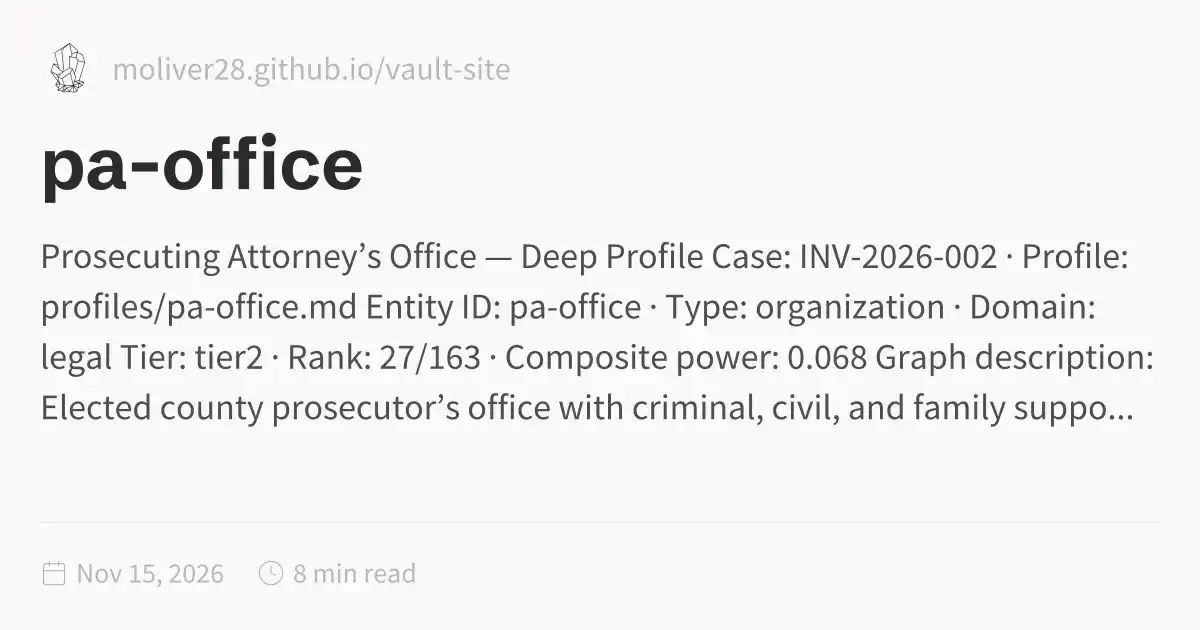 moliver28.github.io/vault-site
pa-office
Prosecuting Attorney’s Office — Deep Profile Case: INV-2026-002 · Profile:
profiles/pa-office.md Entity ID: pa-office · Type: organization · Domain:
legal Tier: tier2 · Rank: 27/163 · Composite power: 0.068 Graph description:
Elected county prosecutor’s office with criminal, civil, and family suppo...
Nov 15, 2026
8 min read